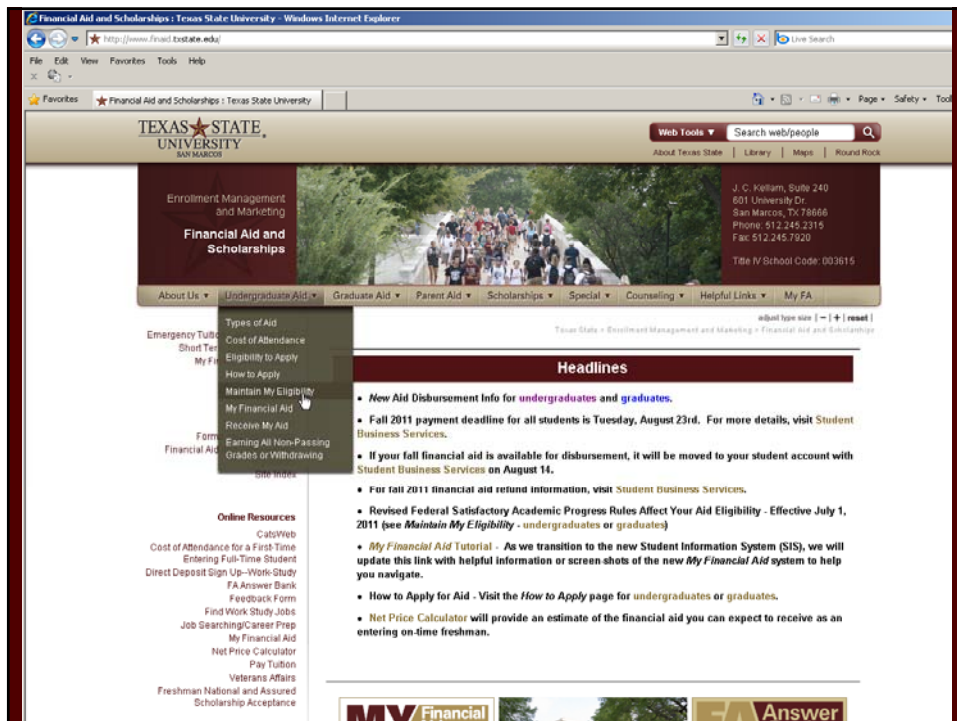 Financial Aid and Scholarships : Texas State University - Windows Internet Explorer
http://www.finaid.txstate.edu/
Live Search
File Edit View Favorites Tools Help
x
Favorites Financial Aid and Scholarships : Texas State University Page Safety Tool
TEXAS STATE
UNIVERSITY
SAN MARCOS
Web Tools ▼ Search web/people
About Texas State | Library | Maps | Round Rock
Enrollment Management
and Marketing
Financial Aid and
Scholarships
J. C. Kellam, Suite 240
601 University Dr.
San Marcos, TX 78666
Phone: 512.245.2315
Fax: 512.245.7920
Title IV School Code: 003615
About Us ▼ Undergraduate Aid ▼ Graduate Aid ▼ Parent Aid ▼ Scholarships ▼ Special ▼ Counseling ▼ Helpful Links ▼ My FA
adjust type size | − | + | reset |
Texas State » Enrollment Management and Marketing » Financial Aid and Scholarships
Types of Aid
Cost of Attendance
Eligibility to Apply
How to Apply
Maintain My Eligibility
My Financial Aid
Receive My Aid
Earning All Non-Passing
Grades or Withdrawing
Emergency Tuiti
Short Ter
My Fi
Form
Financial Aid
Site Index
Online Resources
CatsWeb
Cost of Attendance for a First-Time
Entering Full-Time Student
Direct Deposit Sign Up--Work-Study
FA Answer Bank
Feedback Form
Find Work Study Jobs
Job Searching/Career Prep
My Financial Aid
Net Price Calculator
Pay Tuition
Veterans Affairs
Freshman National and Assured
Scholarship Acceptance
Headlines
• New Aid Disbursement Info for undergraduates and graduates.
• Fall 2011 payment deadline for all students is Tuesday, August 23rd. For more details, visit Student
Business Services.
• If your fall financial aid is available for disbursement, it will be moved to your student account with
Student Business Services on August 14.
• For fall 2011 financial aid refund information, visit Student Business Services.
• Revised Federal Satisfactory Academic Progress Rules Affect Your Aid Eligibility - Effective July 1,
2011 (see Maintain My Eligibility - undergraduates or graduates)
• My Financial Aid Tutorial - As we transition to the new Student Information System (SIS), we will
update this link with helpful information or screen shots of the new My Financial Aid system to help
you navigate.
• How to Apply for Aid - Visit the How to Apply page for undergraduates or graduates.
• Net Price Calculator will provide an estimate of the financial aid you can expect to receive as an
entering on-time freshman.
MY Financial
FA Answer